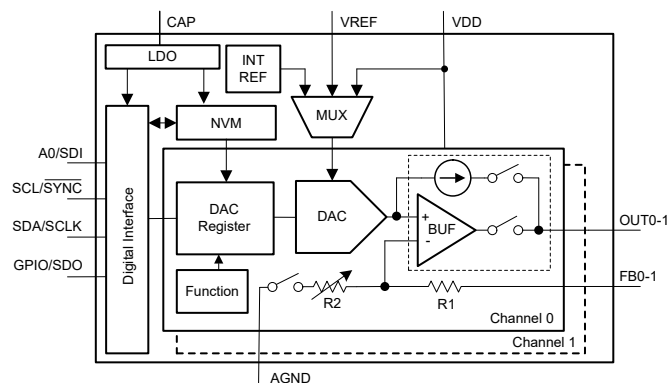 CAP
VREF
VDD
LDO
INT
REF
MUX
NVM
A0/SDI
SCL/SYNC
SDA/SCLK
GPIO/SDO
Digital Interface
DAC
Register
DAC
+
BUF
-
OUT0-1
Function
R2
R1
FB0-1
Channel 0
Channel 1
AGND